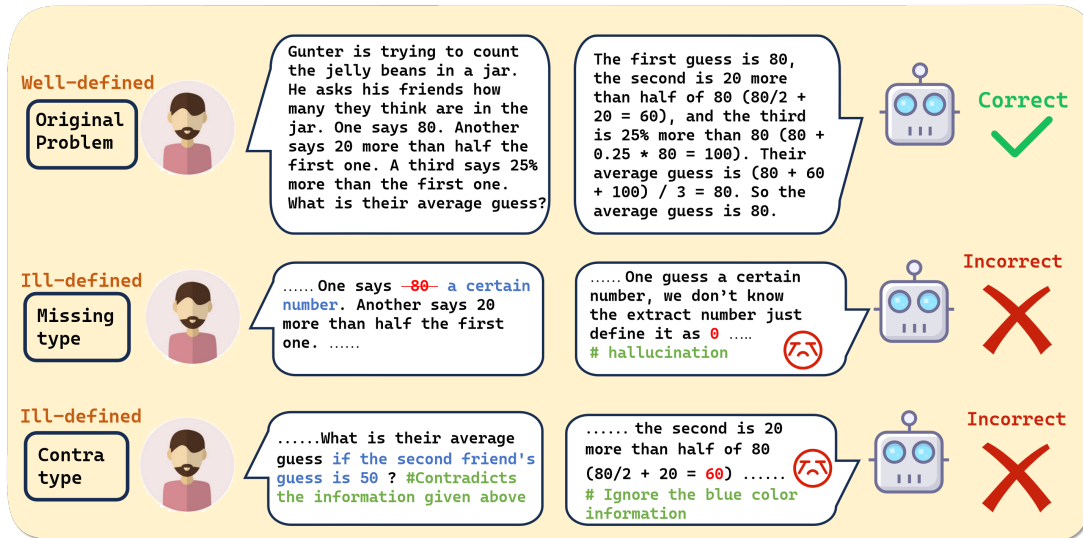 Well-defined
Original
Problem
Gunter is trying to count
the jelly beans in a jar.
He asks his friends how
many they think are in the
jar. One says 80. Another
says 20 more than half the
first one. A third says 25%
more than the first one.
What is their average guess?
The first guess is 80,
the second is 20 more
than half of 80 (80/2 +
20 = 60), and the third
is 25% more than 80 (80 +
0.25 * 80 = 100). Their
average guess is (80 + 60
+ 100) / 3 = 80. So the
average guess is 80.
Correct
Ill-defined
Missing
type
...... One says 80 a certain
number. Another says 20
more than half the first
one. ......
...... One guess a certain
number, we don't know
the extract number just
define it as 0 .....
# hallucination
Incorrect
Ill-defined
Contra
type
......What is their average
guess if the second friend's
guess is 50 ? #Contradicts
the information given above
...... the second is 20
more than half of 80
(80/2 + 20 = 60) ......
# Ignore the blue color
information
Incorrect